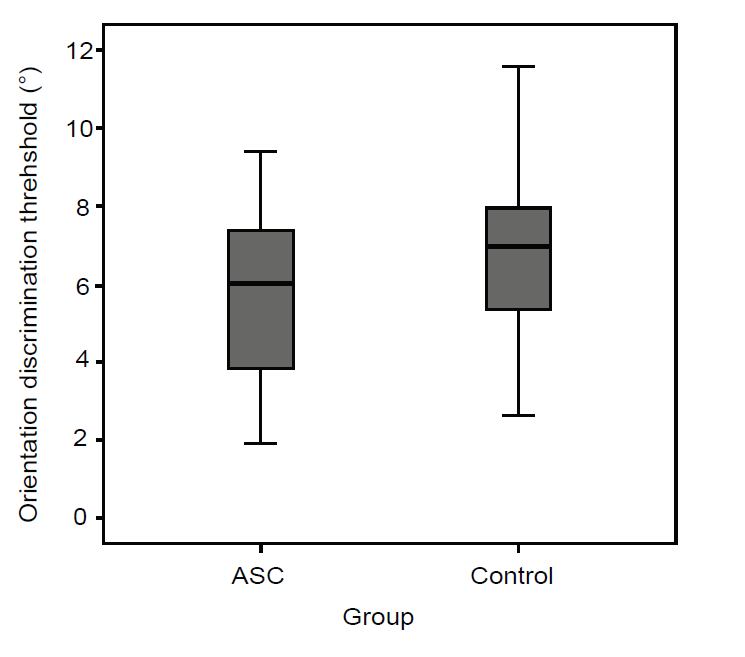 Orientation discrimination threhshold (°)
12
10
8
6
4
2
0
ASC Control
Group